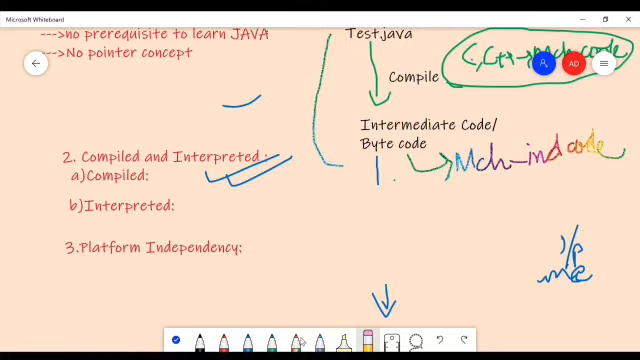 Microsoft Whiteboard
--->no prerequisite to learn JAVA
--->No pointer concept
Test.java
C, C++ → Mch code
AD
Compile
Intermediate Code/
Byte code
Mch-ind code
2. Compiled and Interpreted :
a)Compiled:
b)Interpreted:
3.Platform Independency: